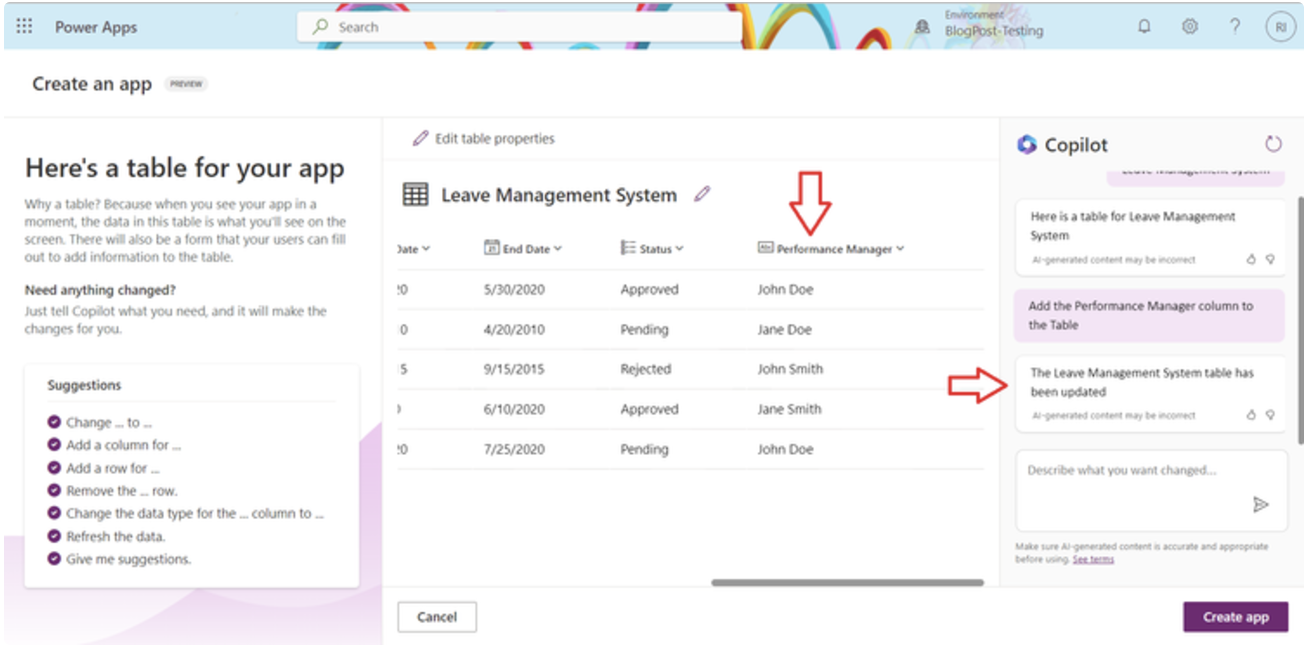 Power Apps
Search
Environment
BlogPost-Testing
?
RI
Create an app PREVIEW
Here's a table for your app
Why a table? Because when you see your app in a
moment, the data in this table is what you'll see on the
screen. There will also be a form that your users can fill
out to add information to the table.
Need anything changed?
Just tell Copilot what you need, and it will make the
changes for you.
Suggestions
Change ... to ...
Add a column for ...
Add a row for ...
Remove the ... row.
Change the data type for the ... column to ...
Refresh the data.
Give me suggestions.
Edit table properties
Leave Management System
Date End Date Status Abc Performance Manager
20 5/30/2020 Approved John Doe
0 4/20/2010 Pending Jane Doe
5 9/15/2015 Rejected John Smith
6/10/2020 Approved Jane Smith
20 7/25/2020 Pending John Doe
Cancel
Copilot
Leave Management System
Here is a table for Leave Management
System
AI-generated content may be incorrect
Add the Performance Manager column to
the Table
The Leave Management System table has
been updated
AI-generated content may be incorrect
Describe what you want changed...
Make sure AI-generated content is accurate and appropriate
before using. See terms
Create app